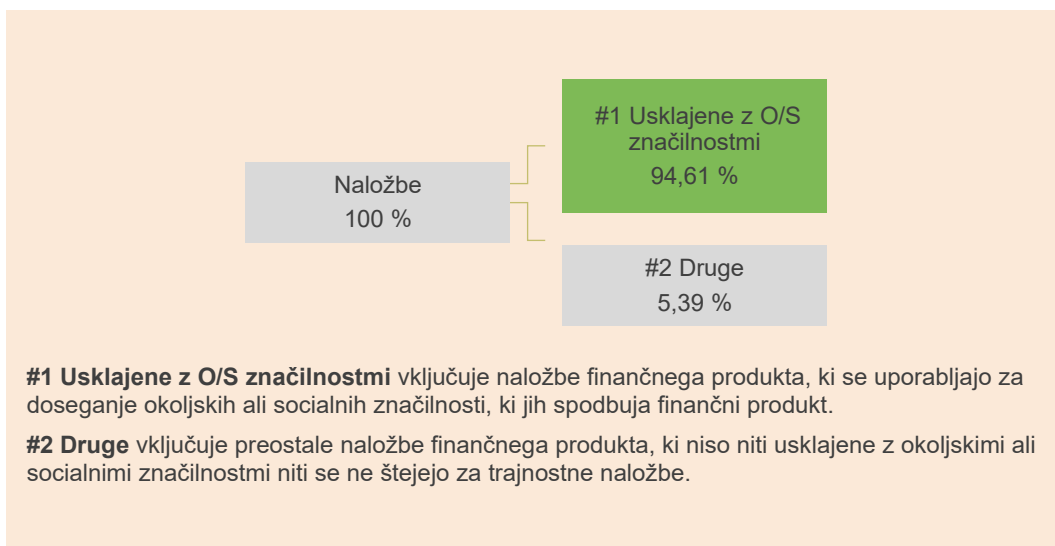 #1 Usklajene z O/S
značilnostmi
94,61 %
Naložbe
100 %
#2 Druge
5,39 %
#1 Usklajene z O/S značilnostmi vključuje naložbe finančnega produkta, ki se uporabljajo za
doseganje okoljskih ali socialnih značilnosti, ki jih spodbuja finančni produkt.
#2 Druge vključuje preostale naložbe finančnega produkta, ki niso niti usklajene z okoljskimi ali
socialnimi značilnostmi niti se ne štejejo za trajnostne naložbe.